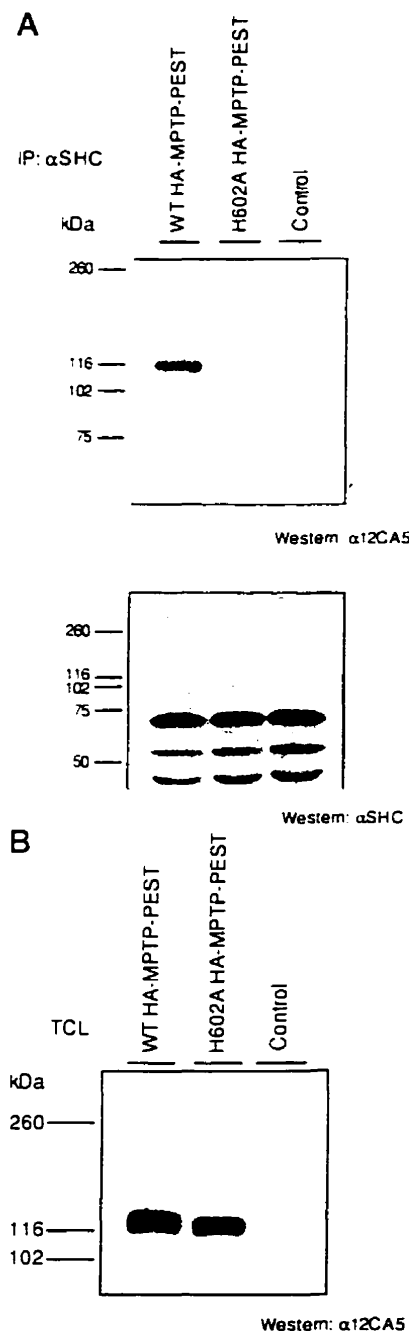 A
WT HA-MPTP-PEST
H602A HA-MPTP-PEST
Control
IP: αSHC
kDa
260
116
102
75
Western: α12CA5
260
116
102
75
50
Western: αSHC
B
WT HA-MPTP-PEST
H602A HA-MPTP-PEST
Control
TCL
kDa
260
116
102
Western: α12CA5